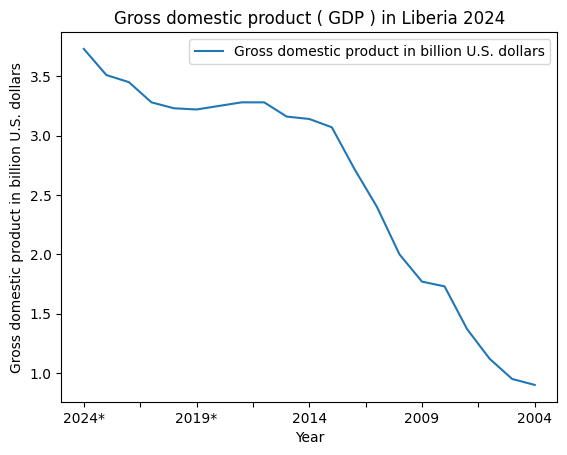 Gross domestic product ( GDP ) in Liberia 2024
Gross domestic product in billion U.S. dollars
Gross domestic product in billion U.S. dollars
3.5
3.0
2.5
2.0
1.5
1.0
2024* 2019* 2014 2009 2004
Year